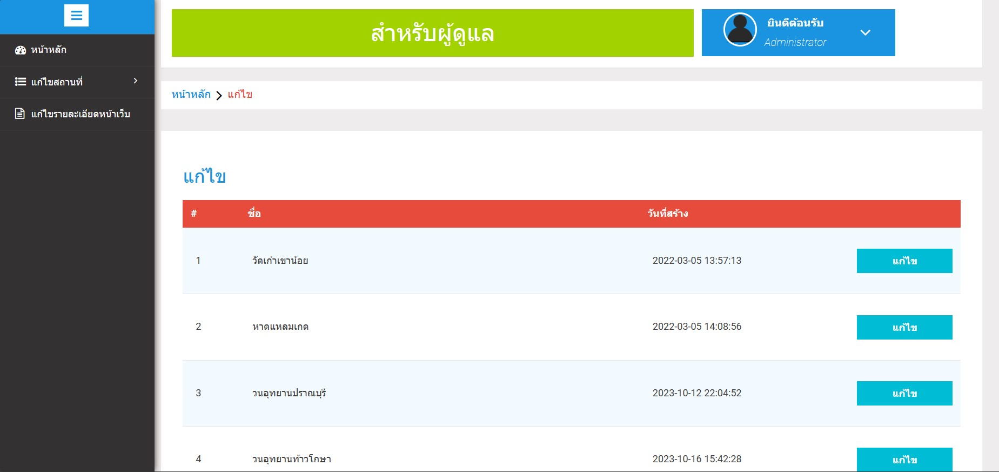 สำหรับผู้ดูแล
ยินดีต้อนรับ
Administrator
หน้าหลัก
แก้ไขสถานที่
แก้ไขรายละเอียดหน้าเว็บ
หน้าหลัก แก้ไข
แก้ไข
# ชื่อ วันที่สร้าง
1 วัดเก่าเขาน้อย 2022-03-05 13:57:13 แก้ไข
2 หาดแหลมเกด 2022-03-05 14:08:56 แก้ไข
3 วนอุทยานปราณบุรี 2023-10-12 22:04:52 แก้ไข
4 วนอุทยานท้าวโกษา 2023-10-16 15:42:28 แก้ไข